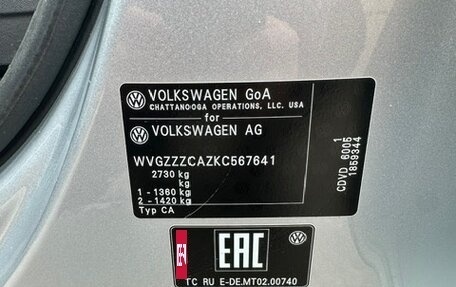 VOLKSWAGEN GoA
CHATTANOOGA OPERATIONS, LLC. USA
for
VOLKSWAGEN AG
WVGZZZCAZKC567641
2730 kg
kg
1 - 1360 kg
2 - 1420 kg
Typ CA
1
CDVD 6005
1859344
EAC
TC RU E-DE.MT02.00740